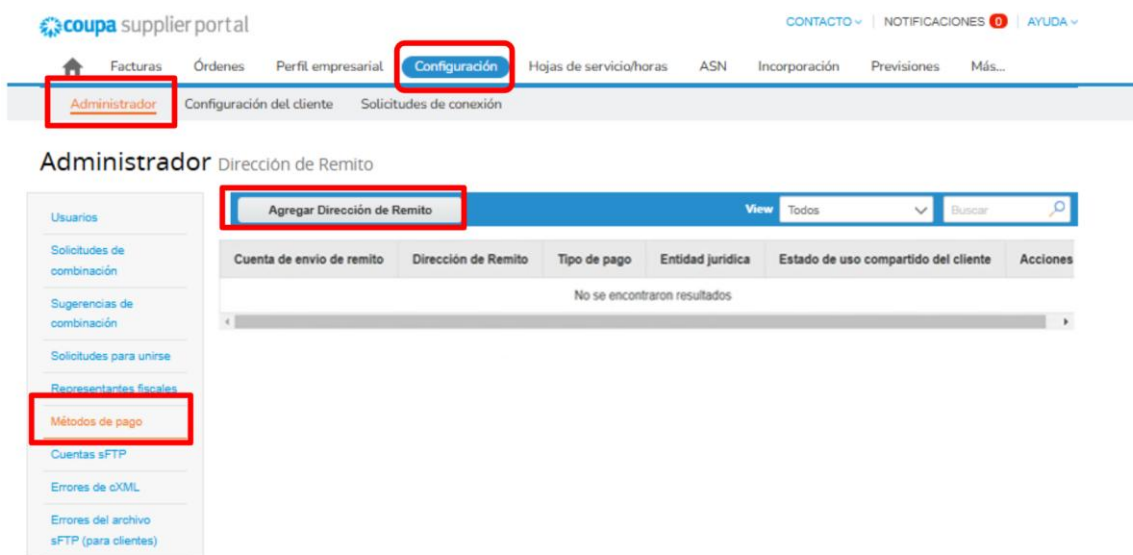 coupa supplier portal
CONTACTO NOTIFICACIONES 0 AYUDA
Facturas Órdenes Perfil empresarial Configuración Hojas de servicio/horas ASN Incorporación Previsiones Más...
Administrador Configuración del cliente Solicitudes de conexión
Administrador Dirección de Remito
Agregar Dirección de Remito View Todos Buscar
Cuenta de envío de remito Dirección de Remito Tipo de pago Entidad jurídica Estado de uso compartido del cliente Acciones
No se encontraron resultados
Usuarios
Solicitudes de
combinación
Sugerencias de
combinación
Solicitudes para unirse
Representantes fiscales
Métodos de pago
Cuentas sFTP
Errores de cXML
Errores del archivo
sFTP (para clientes)